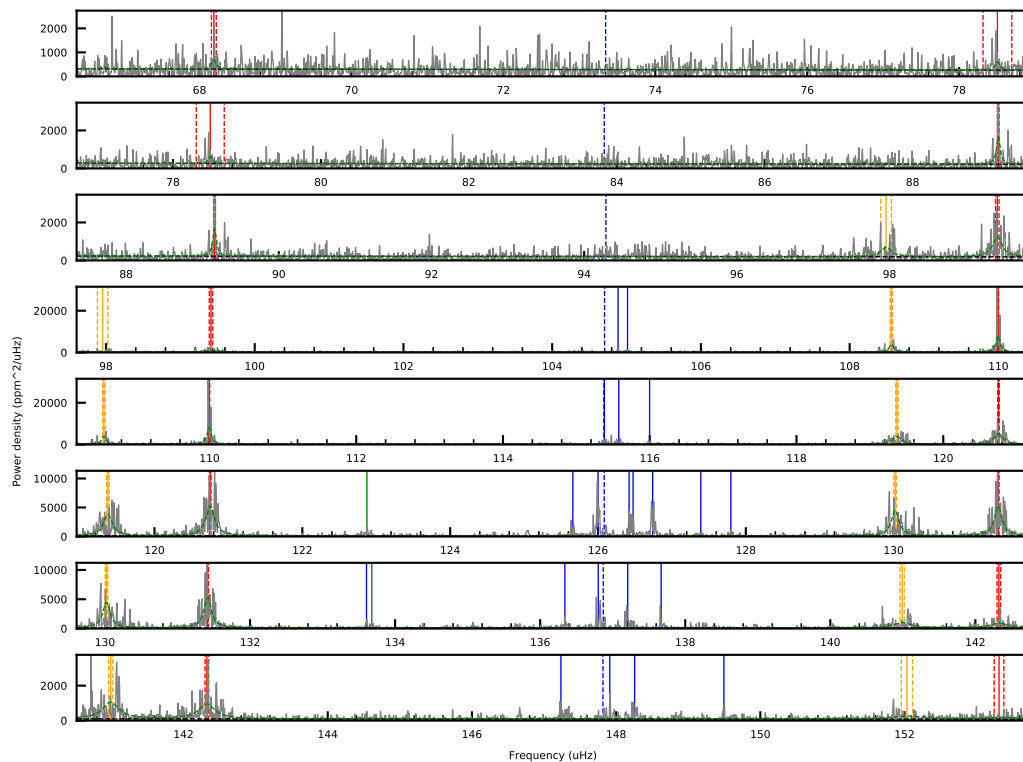 2000
1000
0
68 70 72 74 76 78
2000
0
78 80 82 84 86 88
2000
0
88 90 92 94 96 98
20000
0
98 100 102 104 106 108 110
20000
0
110 112 114 116 118 120
10000
5000
0
120 122 124 126 128 130
10000
5000
0
130 132 134 136 138 140 142
2000
0
142 144 146 148 150 152
Power density (ppm^2/uHz)
Frequency (uHz)